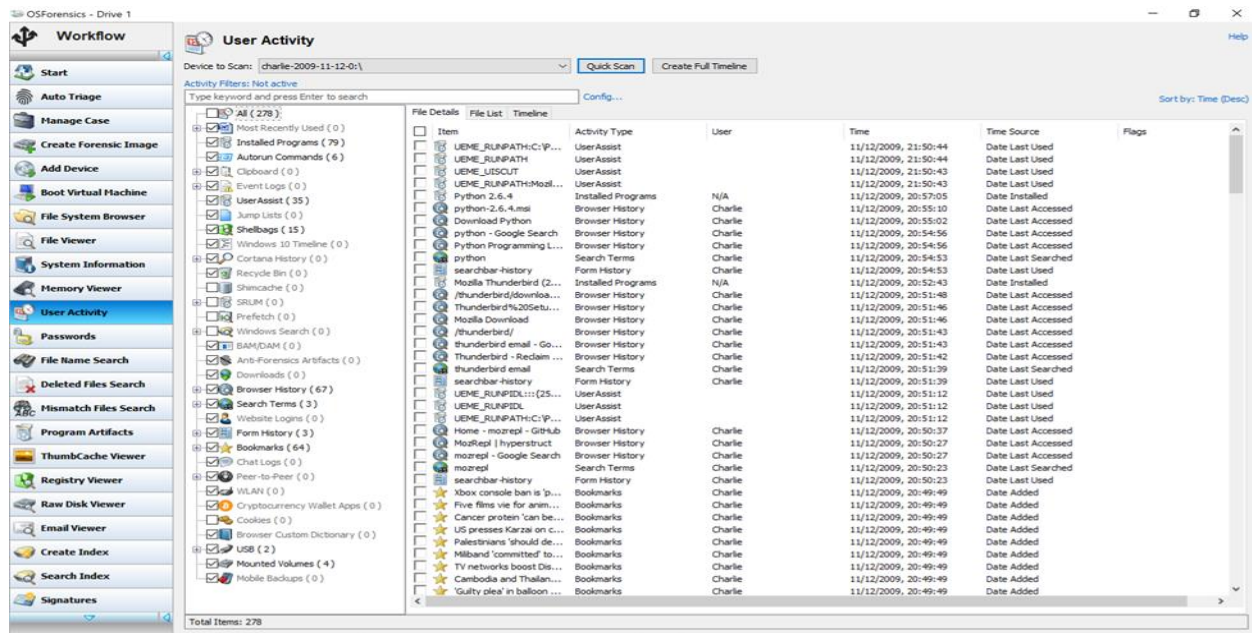 OSForensics - Drive 1
Workflow
Start
Auto Triage
Manage Case
Create Forensic Image
Add Device
Boot Virtual Machine
File System Browser
File Viewer
System Information
Memory Viewer
User Activity
Passwords
File Name Search
Deleted Files Search
Mismatch Files Search
Program Artifacts
ThumbCache Viewer
Registry Viewer
Raw Disk Viewer
Email Viewer
Create Index
Search Index
Signatures
User Activity
Help
Device to Scan: charlie-2009-11-12-0:\ Quick Scan Create Full Timeline
Activity Filters: Not active
Type keyword and press Enter to search Config...
Sort by: Time (Desc)
All ( 278 )
Most Recently Used ( 0 )
Installed Programs ( 79 )
Autorun Commands ( 6 )
Clipboard ( 0 )
Event Logs ( 0 )
UserAssist ( 35 )
Jump Lists ( 0 )
Shellbags ( 15 )
Windows 10 Timeline ( 0 )
Cortana History ( 0 )
Recycle Bin ( 0 )
Shimcache ( 0 )
SRUM ( 0 )
Prefetch ( 0 )
Windows Search ( 0 )
BAM/DAM ( 0 )
Anti-Forensics Artifacts ( 0 )
Downloads ( 0 )
Browser History ( 67 )
Search Terms ( 3 )
Website Logins ( 0 )
Form History ( 3 )
Bookmarks ( 64 )
Chat Logs ( 0 )
Peer-to-Peer ( 0 )
WLAN ( 0 )
Cryptocurrency Wallet Apps ( 0 )
Cookies ( 0 )
Browser Custom Dictionary ( 0 )
USB ( 2 )
Mounted Volumes ( 4 )
Mobile Backups ( 0 )
File Details File List Timeline
Item Activity Type User Time Time Source Flags
UEME_RUNPATH:C:\P... UserAssist 11/12/2009, 21:50:44 Date Last Used
UEME_RUNPATH UserAssist 11/12/2009, 21:50:44 Date Last Used
UEME_UISCUT UserAssist 11/12/2009, 21:50:43 Date Last Used
UEME_RUNPATH:Mozil... UserAssist 11/12/2009, 21:50:43 Date Last Used
Python 2.6.4 Installed Programs N/A 11/12/2009, 20:57:05 Date Installed
python-2.6.4.msi Browser History Charlie 11/12/2009, 20:55:10 Date Last Accessed
Download Python Browser History Charlie 11/12/2009, 20:55:02 Date Last Accessed
python - Google Search Browser History Charlie 11/12/2009, 20:54:56 Date Last Accessed
Python Programming L... Browser History Charlie 11/12/2009, 20:54:56 Date Last Accessed
python Search Terms Charlie 11/12/2009, 20:54:53 Date Last Searched
searchbar-history Form History Charlie 11/12/2009, 20:54:53 Date Last Used
Mozilla Thunderbird (2... Installed Programs N/A 11/12/2009, 20:52:43 Date Installed
/thunderbird/downloa... Browser History Charlie 11/12/2009, 20:51:48 Date Last Accessed
Thunderbird%20Setu... Browser History Charlie 11/12/2009, 20:51:46 Date Last Accessed
Mozilla Download Browser History Charlie 11/12/2009, 20:51:46 Date Last Accessed
/thunderbird/ Browser History Charlie 11/12/2009, 20:51:43 Date Last Accessed
thunderbird email - Go... Browser History Charlie 11/12/2009, 20:51:43 Date Last Accessed
Thunderbird - Reclaim ... Browser History Charlie 11/12/2009, 20:51:42 Date Last Accessed
thunderbird email Search Terms Charlie 11/12/2009, 20:51:39 Date Last Searched
searchbar-history Form History Charlie 11/12/2009, 20:51:39 Date Last Used
UEME_RUNPIDL:::{25... UserAssist 11/12/2009, 20:51:12 Date Last Used
UEME_RUNPIDL UserAssist 11/12/2009, 20:51:12 Date Last Used
UEME_RUNPATH:C:\P... UserAssist 11/12/2009, 20:51:12 Date Last Used
Home - mozrepl - GitHub Browser History Charlie 11/12/2009, 20:50:37 Date Last Accessed
MozRepl | hyperstruct Browser History Charlie 11/12/2009, 20:50:27 Date Last Accessed
mozrepl - Google Search Browser History Charlie 11/12/2009, 20:50:27 Date Last Accessed
mozrepl Search Terms Charlie 11/12/2009, 20:50:23 Date Last Searched
searchbar-history Form History Charlie 11/12/2009, 20:50:23 Date Last Used
Xbox console ban is 'p... Bookmarks Charlie 11/12/2009, 20:49:49 Date Added
Five films vie for anim... Bookmarks Charlie 11/12/2009, 20:49:49 Date Added
Cancer protein 'can be... Bookmarks Charlie 11/12/2009, 20:49:49 Date Added
US presses Karzai on c... Bookmarks Charlie 11/12/2009, 20:49:49 Date Added
Palestinians 'should de... Bookmarks Charlie 11/12/2009, 20:49:49 Date Added
Miliband 'committed' to... Bookmarks Charlie 11/12/2009, 20:49:49 Date Added
TV networks boost Dis... Bookmarks Charlie 11/12/2009, 20:49:49 Date Added
Cambodia and Thailan... Bookmarks Charlie 11/12/2009, 20:49:49 Date Added
'Guilty plea' in balloon ... Bookmarks Charlie 11/12/2009, 20:49:49 Date Added
Total Items: 278